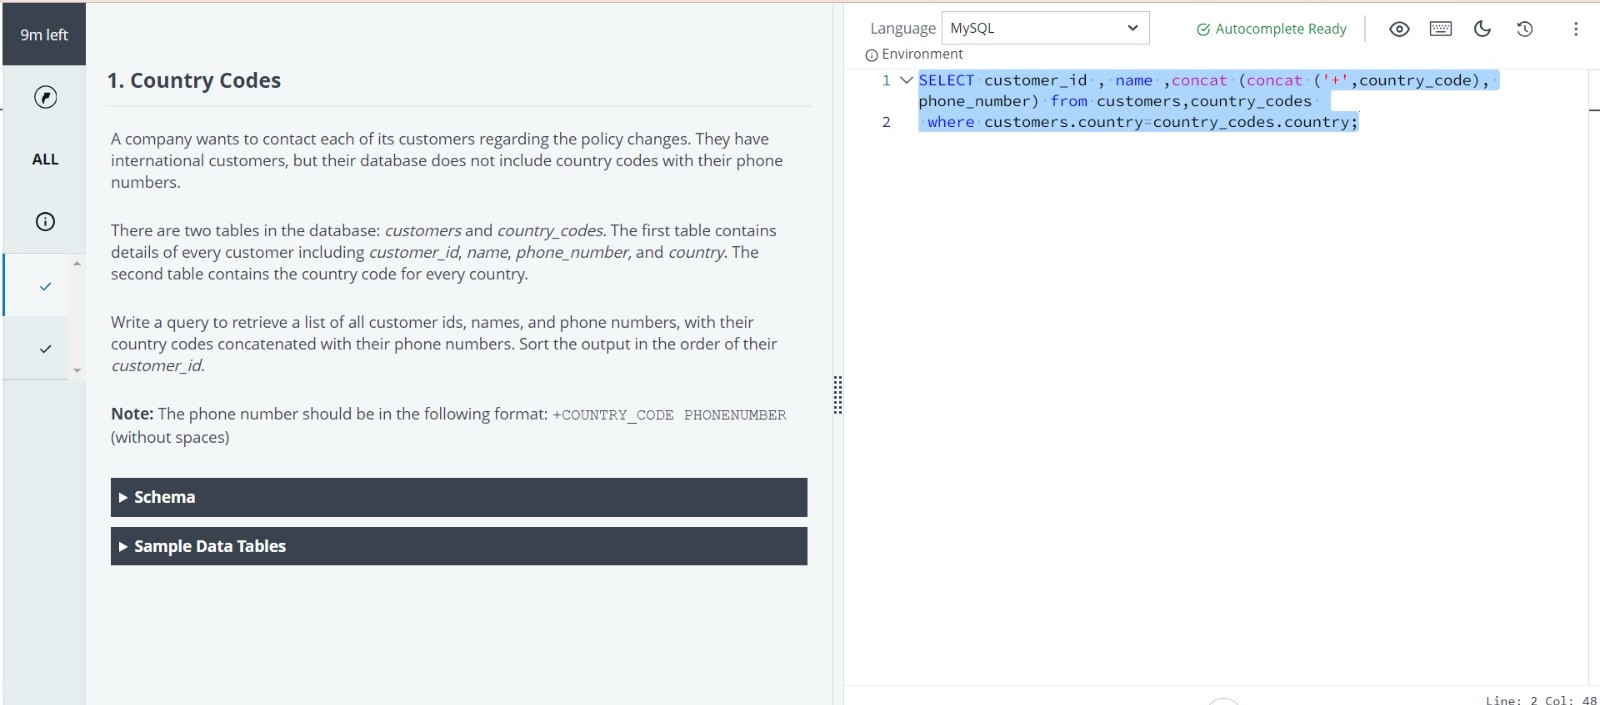 9m left
ALL
1. Country Codes
A company wants to contact each of its customers regarding the policy changes. They have
international customers, but their database does not include country codes with their phone
numbers.
There are two tables in the database: customers and country_codes. The first table contains
details of every customer including customer_id, name, phone_number, and country. The
second table contains the country code for every country.
Write a query to retrieve a list of all customer ids, names, and phone numbers, with their
country codes concatenated with their phone numbers. Sort the output in the order of their
customer_id.
Note: The phone number should be in the following format: +COUNTRY_CODE PHONENUMBER
(without spaces)
Schema
Sample Data Tables
Language MySQL Autocomplete Ready
Environment
1 SELECT customer_id , name ,concat (concat ('+',country_code),
phone_number) from customers,country_codes
2 where customers.country=country_codes.country;
Line: 2 Col: 48